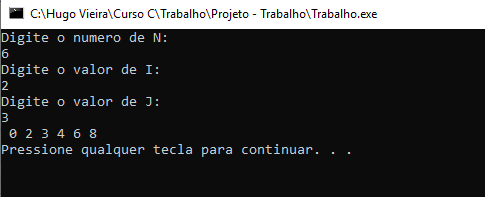 C:\Hugo Vieira\Curso C\Trabalho\Projeto - Trabalho\Trabalho.exe
Digite o numero de N:
6
Digite o valor de I:
2
Digite o valor de J:
3
0 2 3 4 6 8
Pressione qualquer tecla para continuar. . .